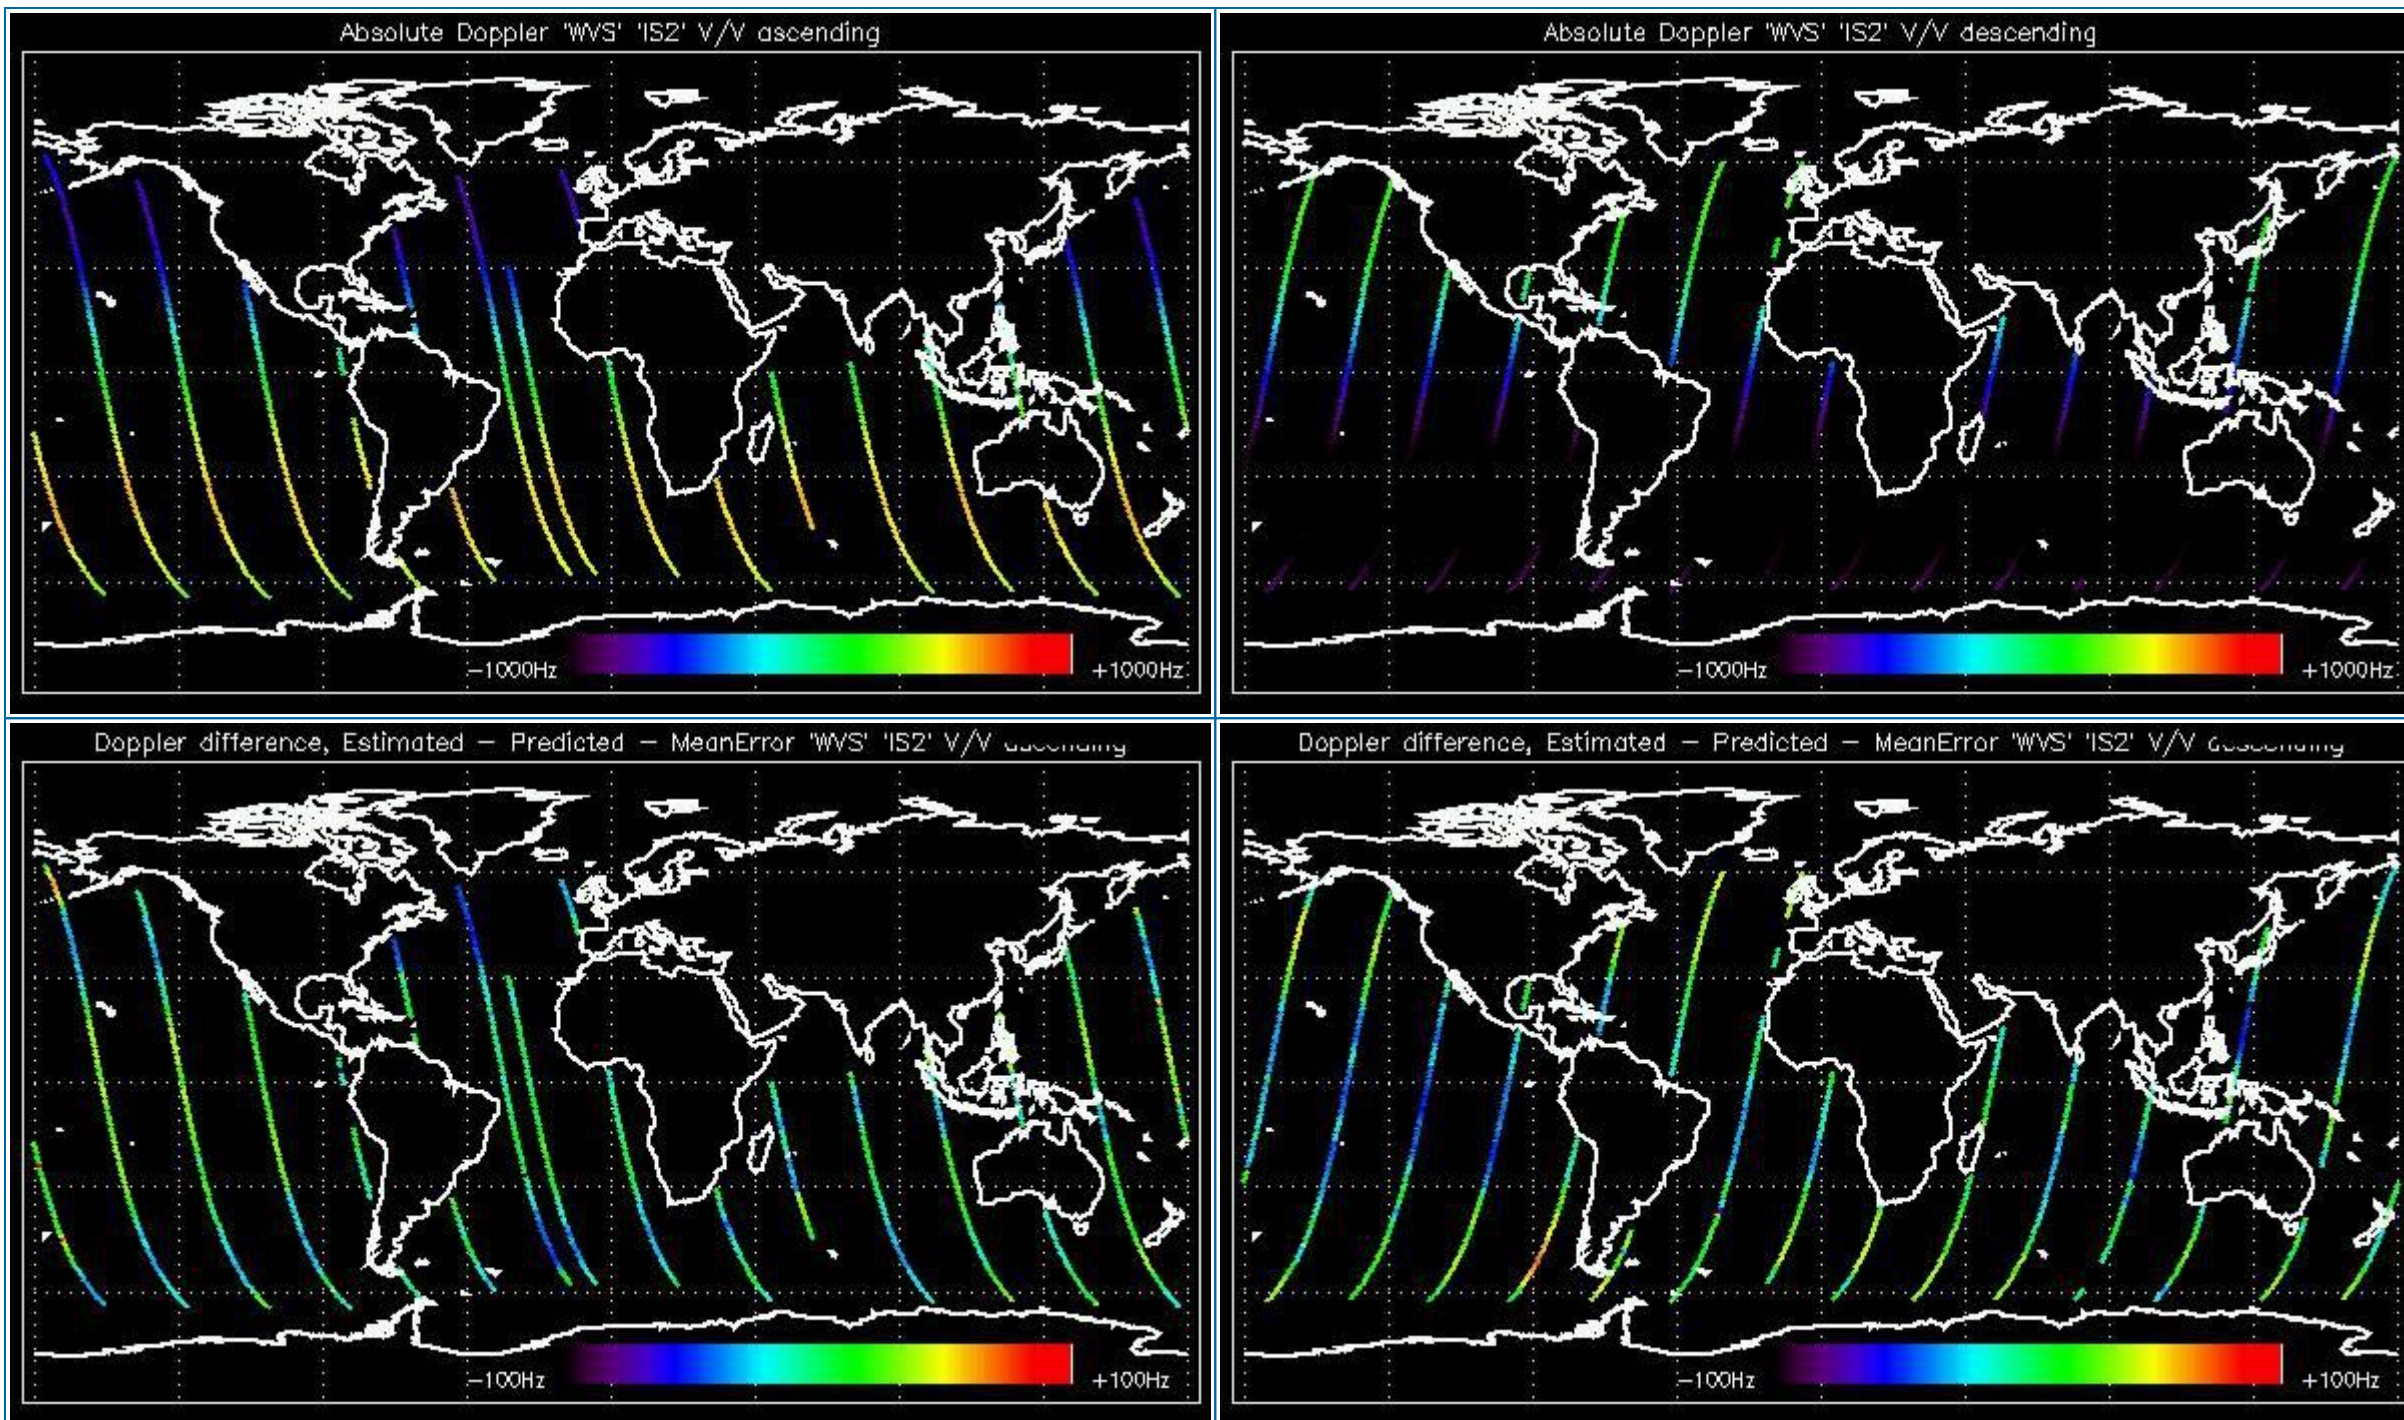 Absolute Doppler 'WVS' 'IS2' V/V ascending
-1000Hz +1000Hz
Absolute Doppler 'WVS' 'IS2' V/V descending
-1000Hz +1000Hz
Doppler difference, Estimated - Predicted - MeanError 'WVS' 'IS2' V/V
-100Hz +100Hz
Doppler difference, Estimated - Predicted - MeanError 'WVS' 'IS2' V/V
-100Hz +100Hz